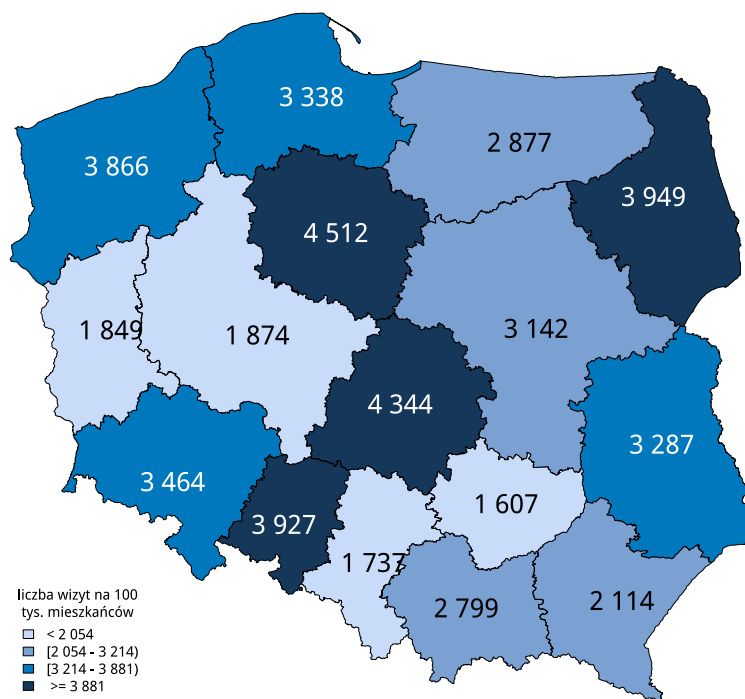 3 338
2 877
3 866
3 949
4 512
1 849
1 874
3 142
4 344
3 287
3 464
1 607
3 927
1 737
2 799
2 114
liczba wizyt na 100
tys. mieszkańców
< 2 054
[2 054 - 3 214)
[3 214 - 3 881)
>= 3 881